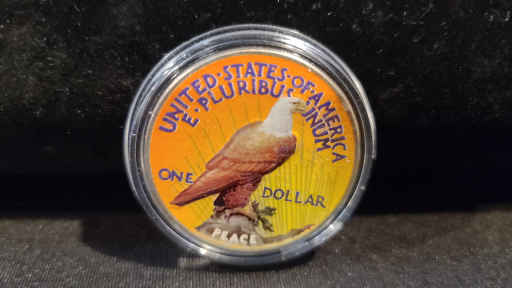 UNITED·STATES·OF·AMERICA
E·PLURIBUS UNUM
ONE DOLLAR
PEACE